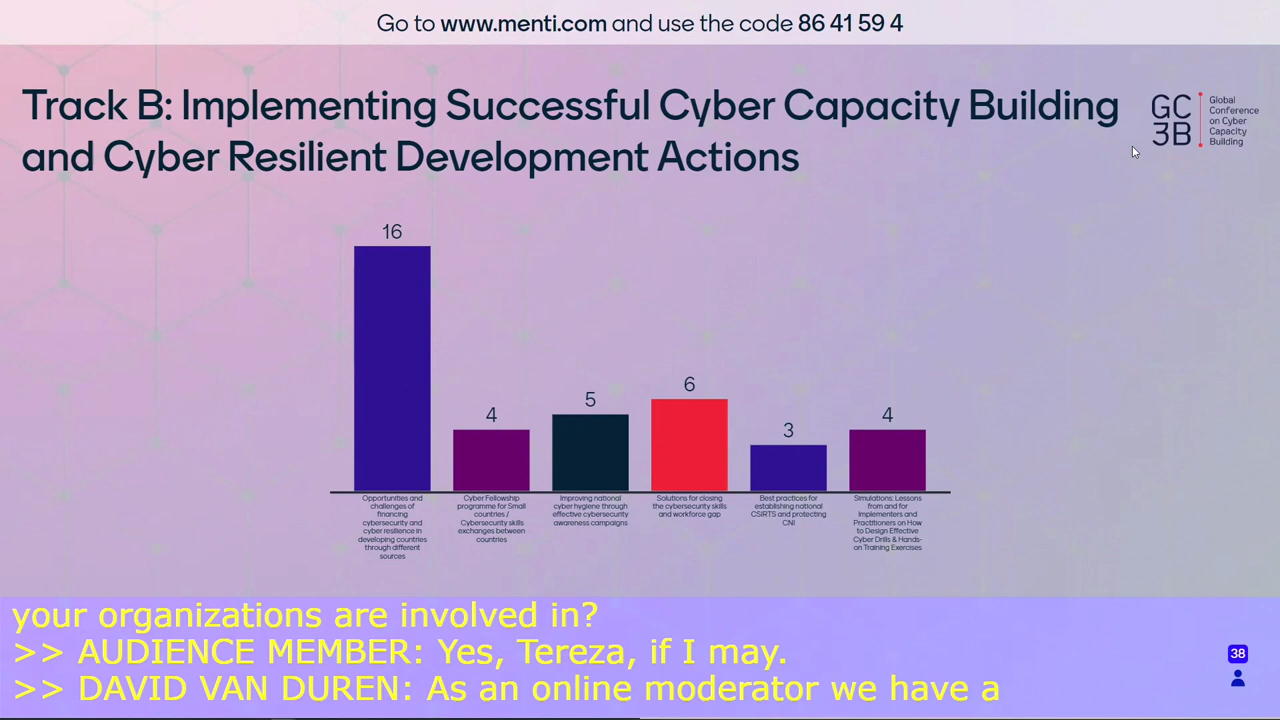 Go to www.menti.com and use the code 86 41 59 4
Track B: Implementing Successful Cyber Capacity Building
and Cyber Resilient Development Actions
GC
3B
Global
Conference
on Cyber
Capacity
Building
16
4
5
6
3
4
Opportunities and
challenges of
financing
cybersecurity and
cyber resilience in
developing countries
through different
sources
Cyber Fellowship
programme for Small
countries /
Cybersecurity skills
exchanges between
countries
Improving national
cyber hygiene through
effective cybersecurity
awareness campaigns
Solutions for closing
the cybersecurity skills
and workforce gap
Best practices for
establishing national
CSIRTS and protecting
CNI
Simulations: Lessons
from and for
Implementers and
Practitioners on How
to Design Effective
Cyber Drills & Hands-
on Training Exercises
your organizations are involved in?
>> AUDIENCE MEMBER: Yes, Tereza, if I may.
>> DAVID VAN DUREN: As an online moderator we have a
38